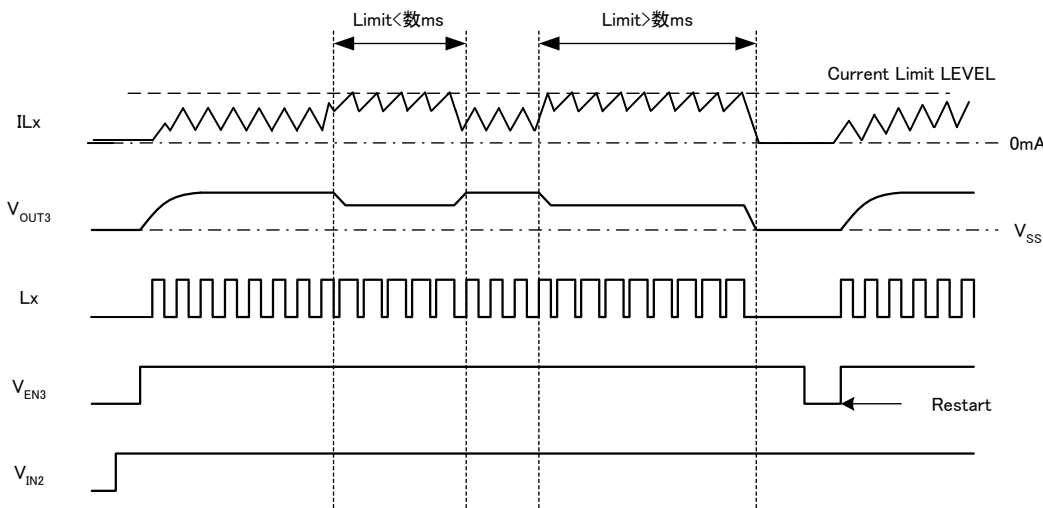 Limit<数ms
Limit>数ms
Current Limit LEVEL
ILx
0mA
VOUT3
VSS
Lx
VEN3
Restart
VIN2